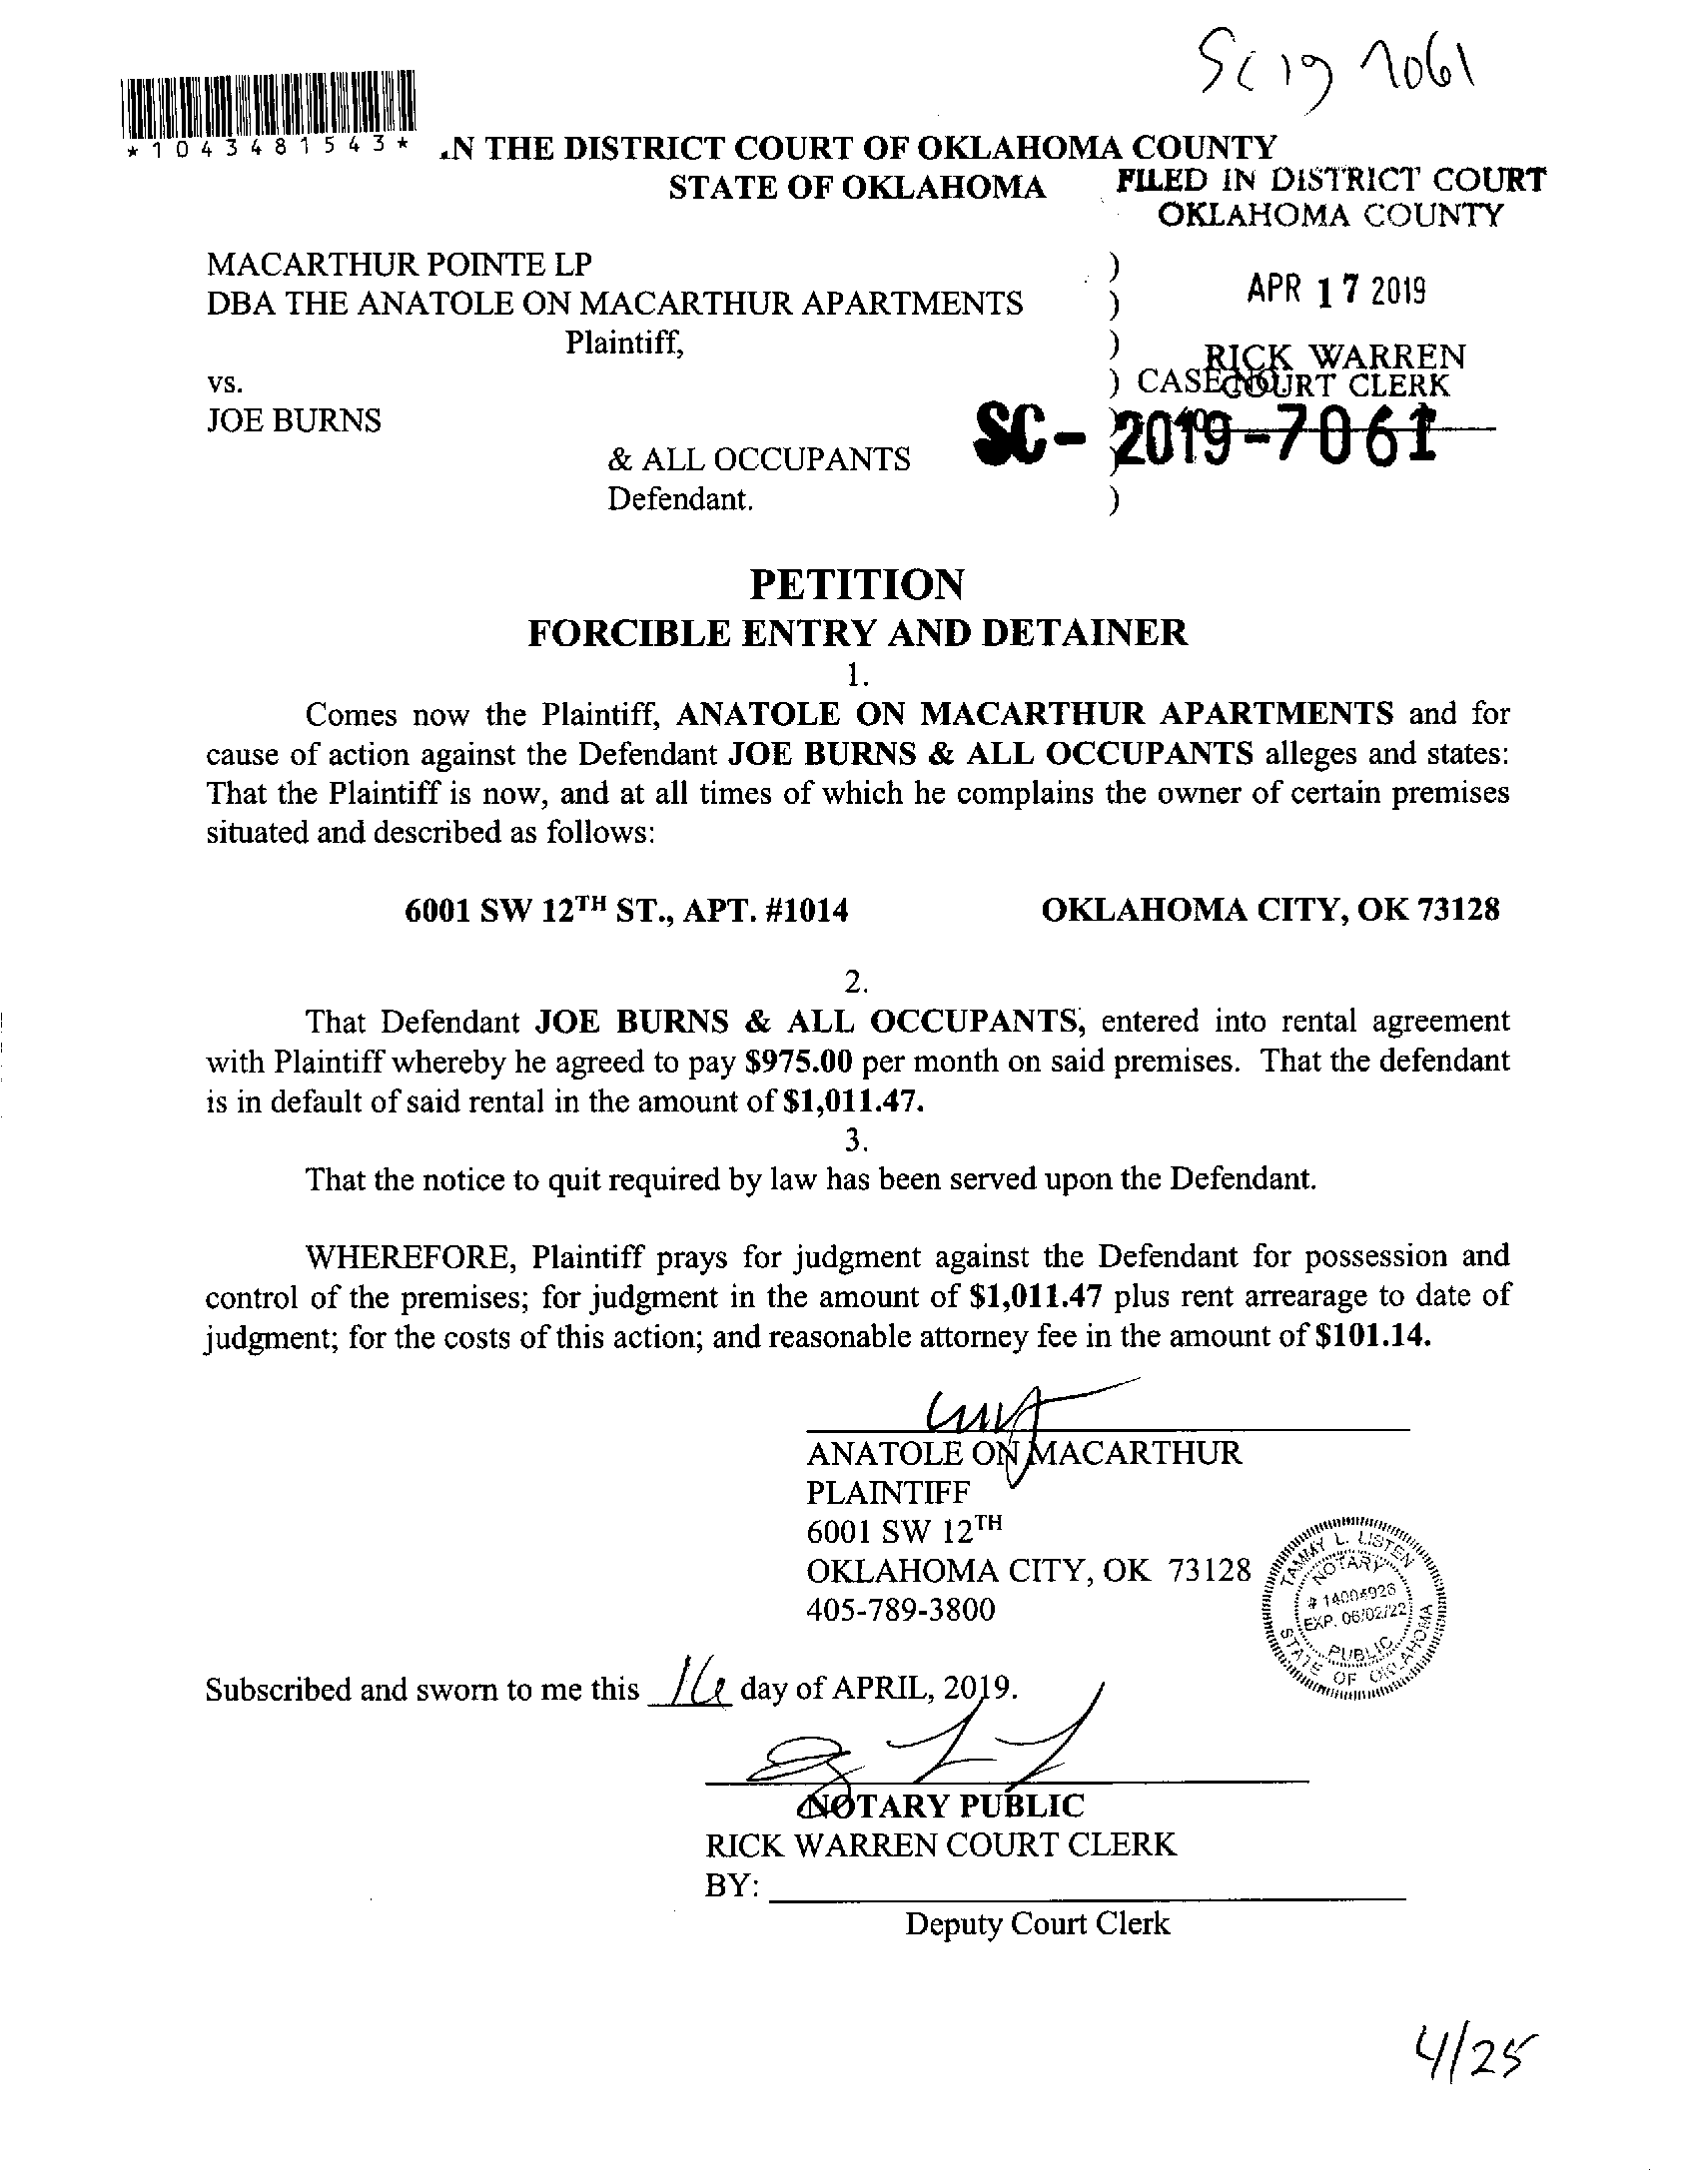 Sc 19 7061
*1043481543*
.N THE DISTRICT COURT OF OKLAHOMA COUNTY
STATE OF OKLAHOMA
FILED IN DISTRICT COURT
OKLAHOMA COUNTY
MACARTHUR POINTE LP )
DBA THE ANATOLE ON MACARTHUR APARTMENTS )
APR 17 2019
Plaintiff, )
RICK WARREN
vs. ) CASE NO
COURT CLERK
JOE BURNS )
SC- 2019-7061
& ALL OCCUPANTS )
Defendant. )
PETITION
FORCIBLE ENTRY AND DETAINER
1.
Comes now the Plaintiff, ANATOLE ON MACARTHUR APARTMENTS and for
cause of action against the Defendant JOE BURNS & ALL OCCUPANTS alleges and states:
That the Plaintiff is now, and at all times of which he complains the owner of certain premises
situated and described as follows:
6001 SW 12TH ST., APT. #1014 OKLAHOMA CITY, OK 73128
2.
That Defendant JOE BURNS & ALL OCCUPANTS, entered into rental agreement
with Plaintiff whereby he agreed to pay $975.00 per month on said premises. That the defendant
is in default of said rental in the amount of $1,011.47.
3.
That the notice to quit required by law has been served upon the Defendant.
WHEREFORE, Plaintiff prays for judgment against the Defendant for possession and
control of the premises; for judgment in the amount of $1,011.47 plus rent arrearage to date of
judgment; for the costs of this action; and reasonable attorney fee in the amount of $101.14.
ANATOLE ON MACARTHUR
PLAINTIFF
6001 SW 12TH
OKLAHOMA CITY, OK 73128
405-789-3800
TAMMY L. LISTEN
NOTARY
# 14004926
EXP. 06/02/22
PUBLIC
STATE OF OKLAHOMA
Subscribed and sworn to me this 16 day of APRIL, 2019.
NOTARY PUBLIC
RICK WARREN COURT CLERK
BY:
Deputy Court Clerk
4/25